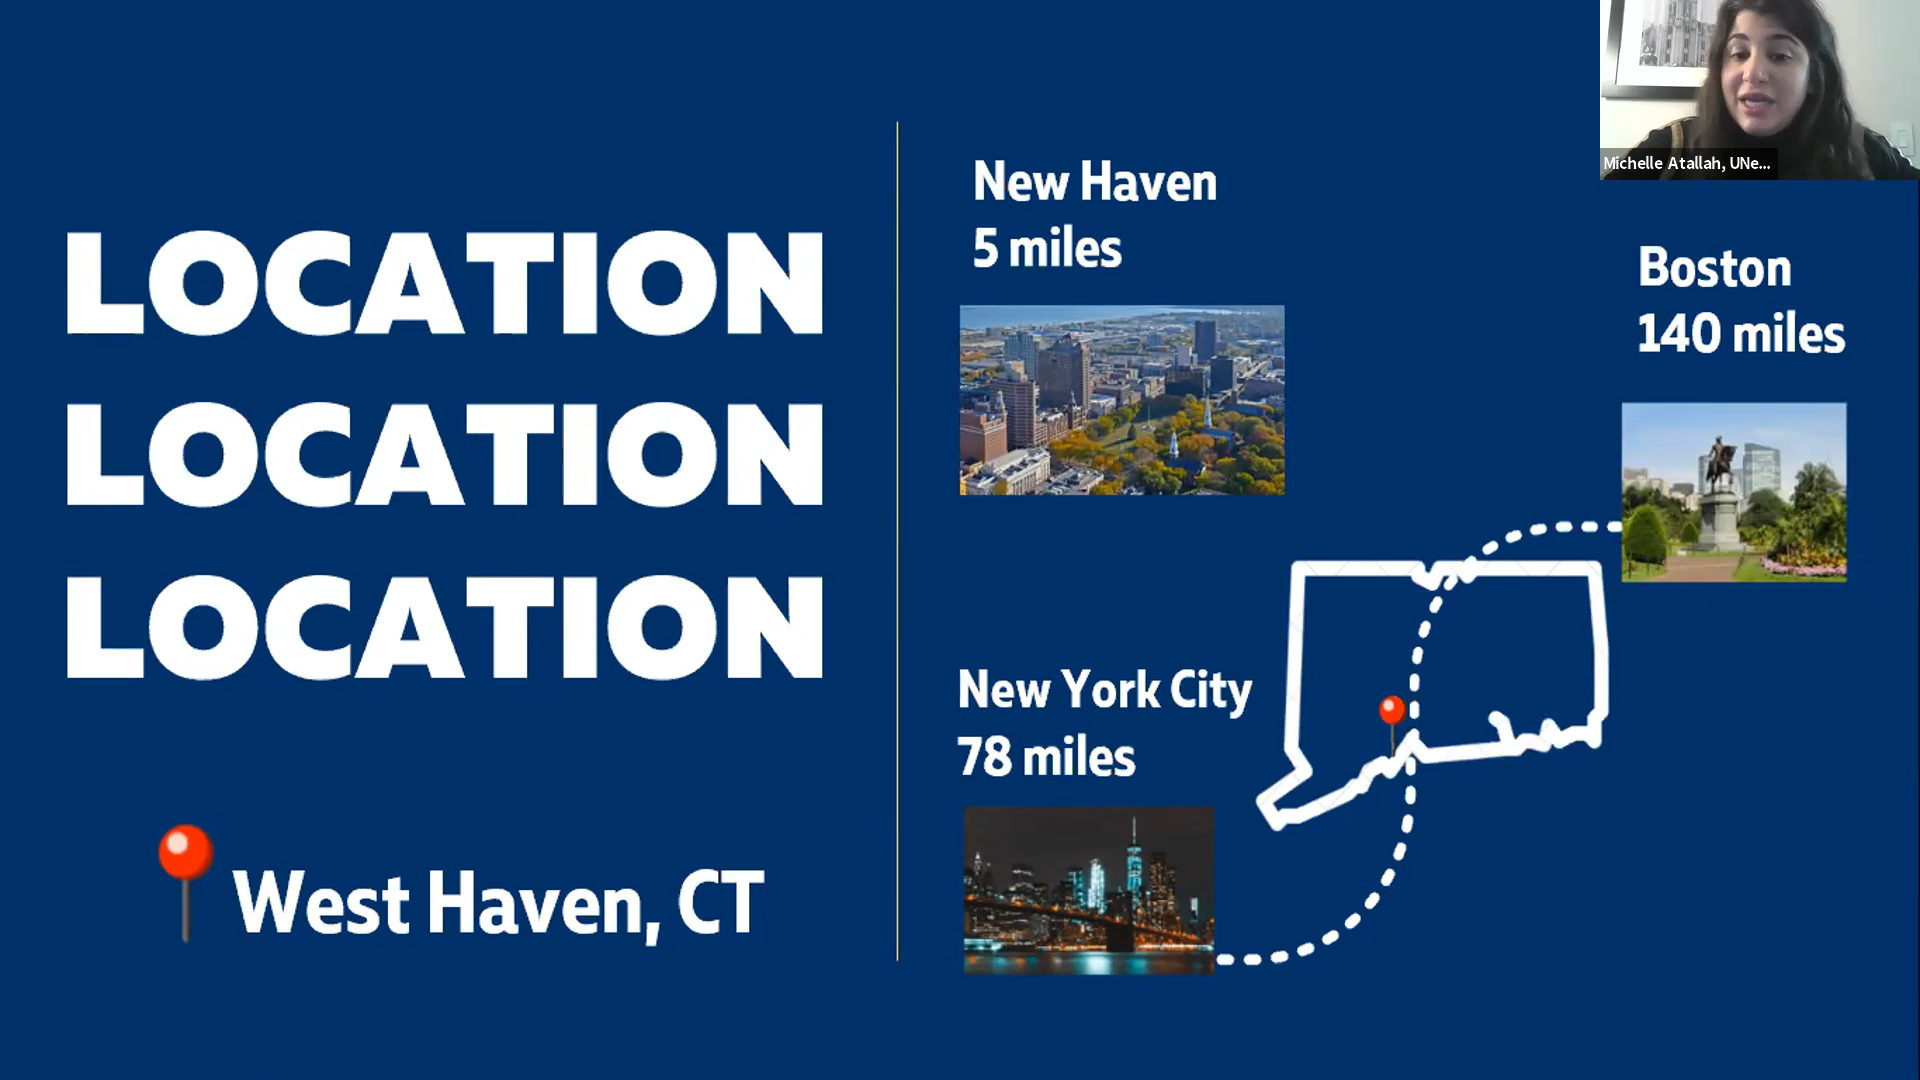 LOCATION
LOCATION
LOCATION
West Haven, CT
New Haven
5 miles
Boston
140 miles
New York City
78 miles
Michelle Atallah, UNe...